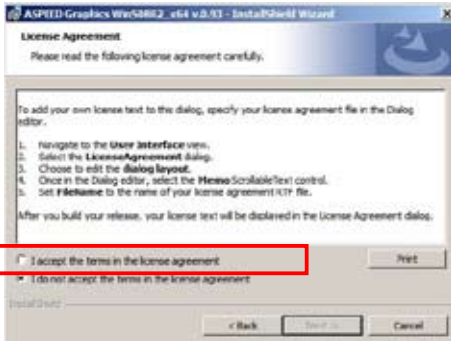 ASPEED Graphics WinS08R2_x64 v.0.93 - InstallShield Wizard
License Agreement
Please read the following license agreement carefully.
To add your own license text to this dialog, specify your license agreement file in the Dialog
editor.
1. Navigate to the User Interface view.
2. Select the LicenseAgreement dialog.
3. Choose to edit the dialog layout.
4. Once in the Dialog editor, select the Memo ScrollableText control.
5. Set FileName to the name of your license agreement RTF file.
After you build your release, your license text will be displayed in the License Agreement dialog.
I accept the terms in the license agreement
Print
I do not accept the terms in the license agreement
InstallShield
< Back
Next >
Cancel